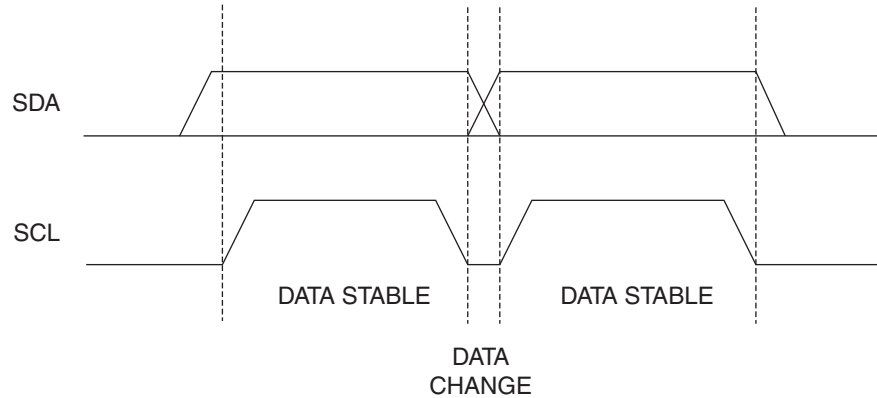 SDA
SCL
DATA STABLE DATA STABLE
DATA
CHANGE